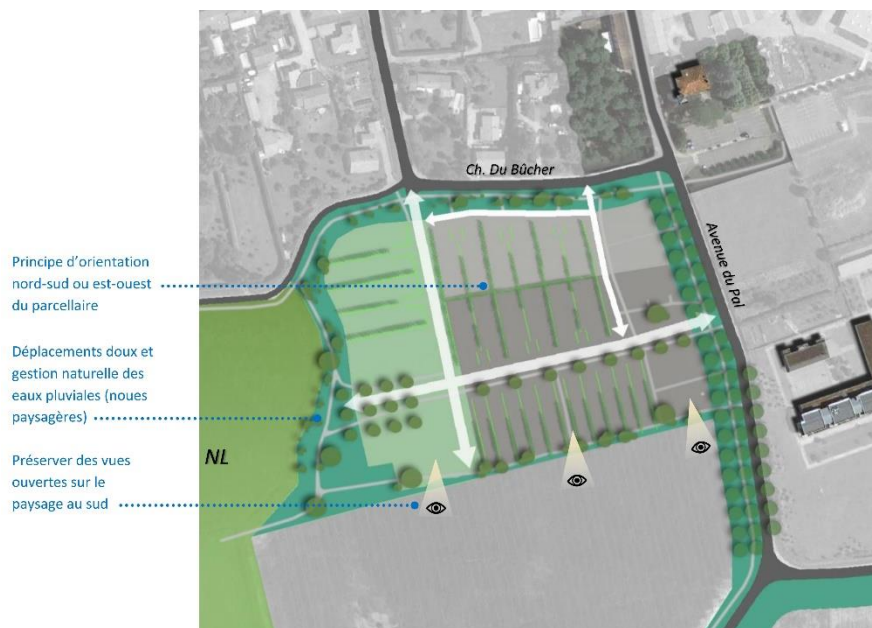 Ch. Du Bûcher
Avenue du Pal
Principe d'orientation
nord-sud ou est-ouest
du parcellaire
Déplacements doux et
gestion naturelle des
eaux pluviales (noues
paysagères)
NL
Préserver des vues
ouvertes sur le
paysage au sud